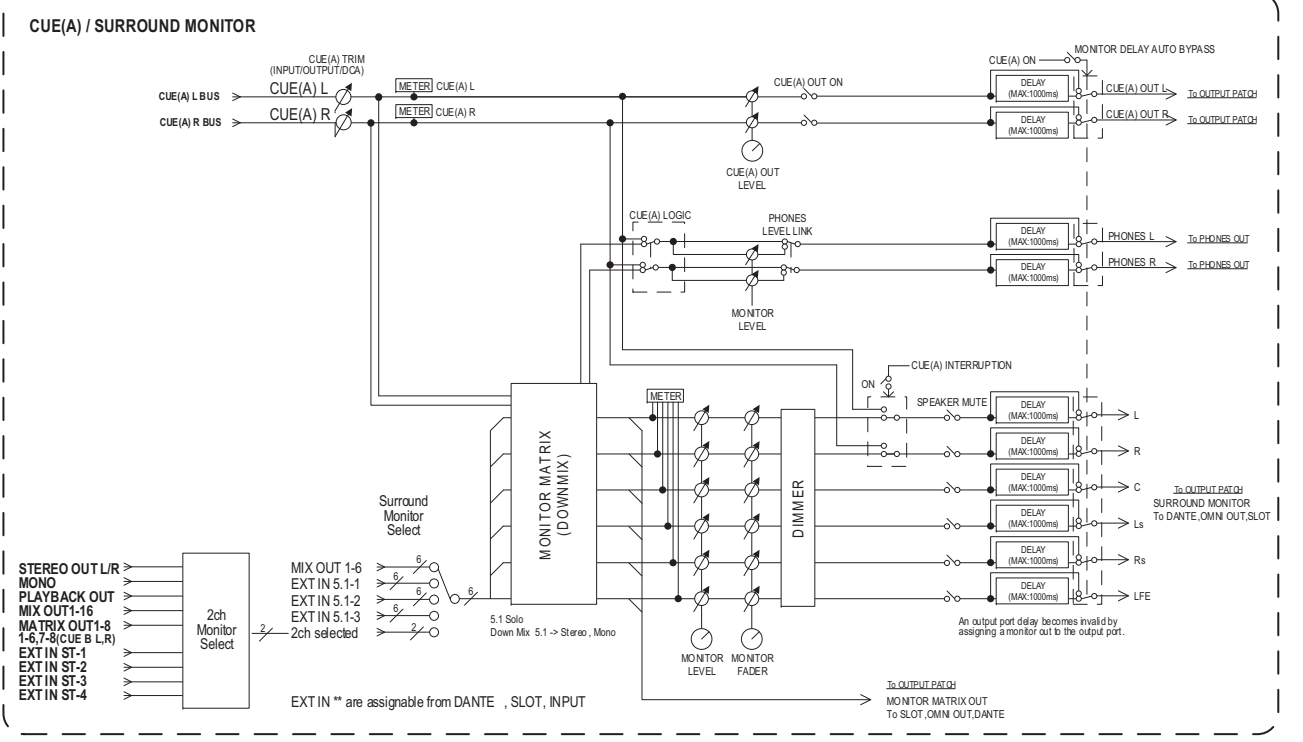 CUE(A) / SURROUND MONITOR
CUE(A) TRIM
(INPUT/OUTPUT/DCA)
CUE(A) L BUS
CUE(A) L
METER
CUE(A) L
CUE(A) R BUS
CUE(A) R
METER
CUE(A) R
CUE(A) OUT ON
CUE(A) OUT
LEVEL
MONITOR DELAY AUTO BYPASS
CUE(A) ON
DELAY
(MAX:1000ms)
CUE(A) OUT L
To OUTPUT PATCH
DELAY
(MAX:1000ms)
CUE(A) OUT R
To OUTPUT PATCH
CUE(A) LOGIC
PHONES
LEVEL LINK
MONITOR
LEVEL
DELAY
(MAX:1000ms)
PHONES L
To PHONES OUT
DELAY
(MAX:1000ms)
PHONES R
To PHONES OUT
CUE(A) INTERRUPTION
ON
SPEAKER MUTE
METER
MONITOR MATRIX
(DOWNMIX)
DIMMER
DELAY
(MAX:1000ms)
L
DELAY
(MAX:1000ms)
R
DELAY
(MAX:1000ms)
C
DELAY
(MAX:1000ms)
Ls
DELAY
(MAX:1000ms)
Rs
DELAY
(MAX:1000ms)
LFE
To OUTPUT PATCH
SURROUND MONITOR
To DANTE,OMNI OUT,SLOT
An output port delay becomes invalid by
assigning a monitor out to the output port.
Surround
Monitor
Select
MIX OUT 1-6
6
EXT IN 5.1-1
6
EXT IN 5.1-2
6
EXT IN 5.1-3
6
2ch selected
2
6
5.1 Solo
Down Mix 5.1 -> Stereo, Mono
STEREO OUT L/R
MONO
PLAYBACK OUT
MIX OUT1-16
MATRIX OUT1-8
1-6,7-8(CUE B L,R)
EXT IN ST-1
EXT IN ST-2
EXT IN ST-3
EXT IN ST-4
2ch
Monitor
Select
2
MONITOR
LEVEL
MONITOR
FADER
EXT IN ** are assignable from DANTE , SLOT, INPUT
To OUTPUT PATCH
MONITOR MATRIX OUT
To SLOT,OMNI OUT,DANTE